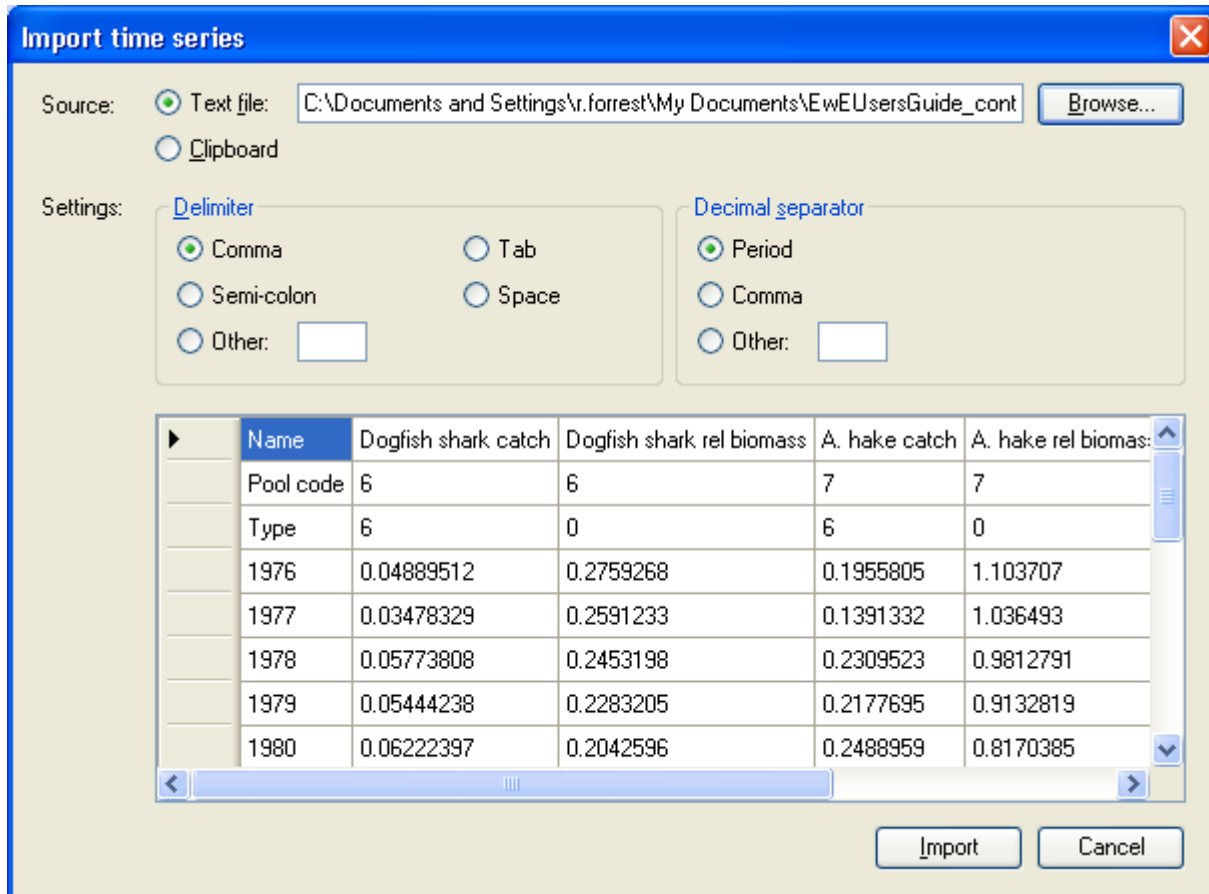 Import time series
Source: Text file: C:\Documents and Settings\r.forrest\My Documents\EwEUsersGuide_cont Browse...
Clipboard
Settings: Delimiter Decimal separator
Comma Tab Period
Semi-colon Space Comma
Other: Other:
Name Dogfish shark catch Dogfish shark rel biomass A. hake catch A. hake rel biomas
Pool code 6 6 7 7
Type 6 0 6 0
1976 0.04889512 0.2759268 0.1955805 1.103707
1977 0.03478329 0.2591233 0.1391332 1.036493
1978 0.05773808 0.2453198 0.2309523 0.9812791
1979 0.05444238 0.2283205 0.2177695 0.9132819
1980 0.06222397 0.2042596 0.2488959 0.8170385
Import Cancel